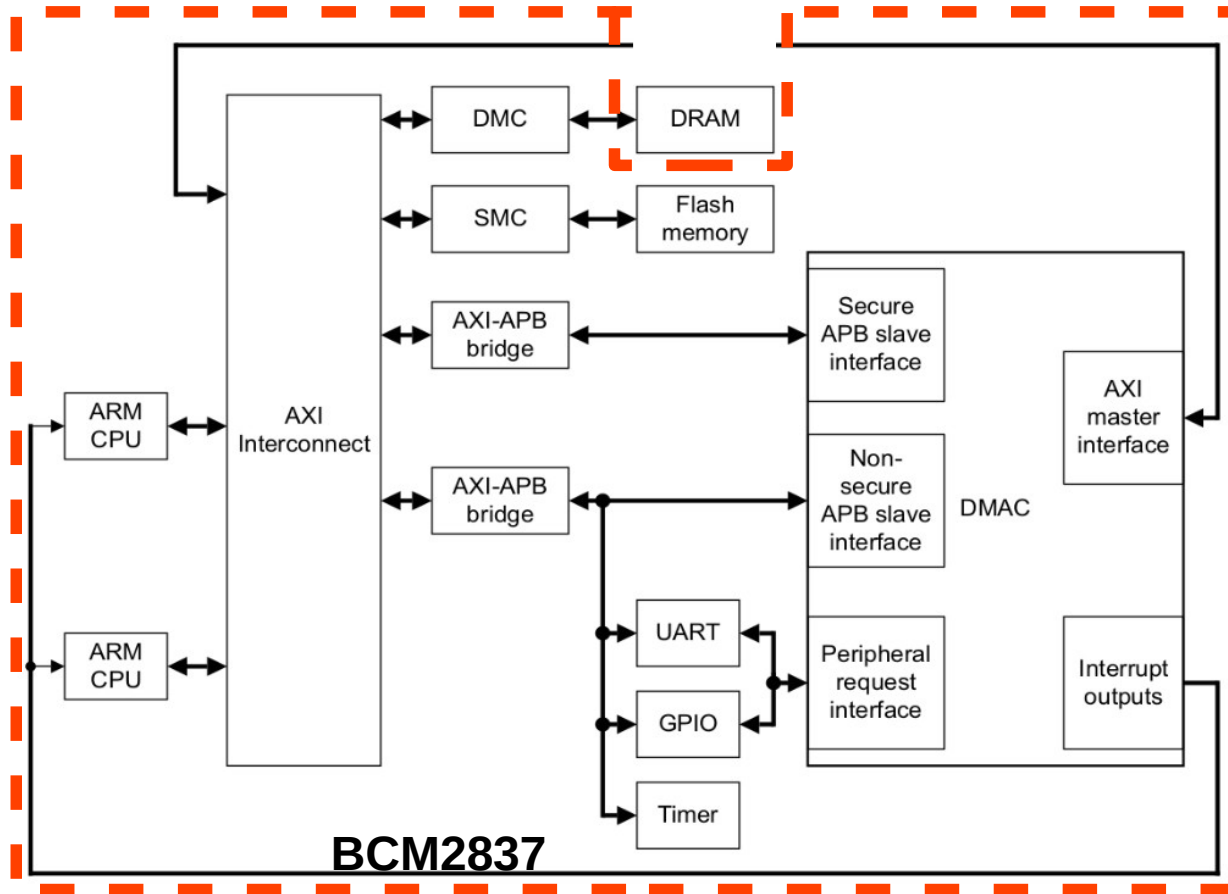 DMC
DRAM
SMC
Flash
memory
AXI-APB
bridge
Secure
APB slave
interface
ARM
CPU
AXI
Interconnect
AXI
master
interface
AXI-APB
bridge
Non-
secure
APB slave
interface
DMAC
ARM
CPU
UART
GPIO
Timer
Peripheral
request
interface
Interrupt
outputs
BCM2837